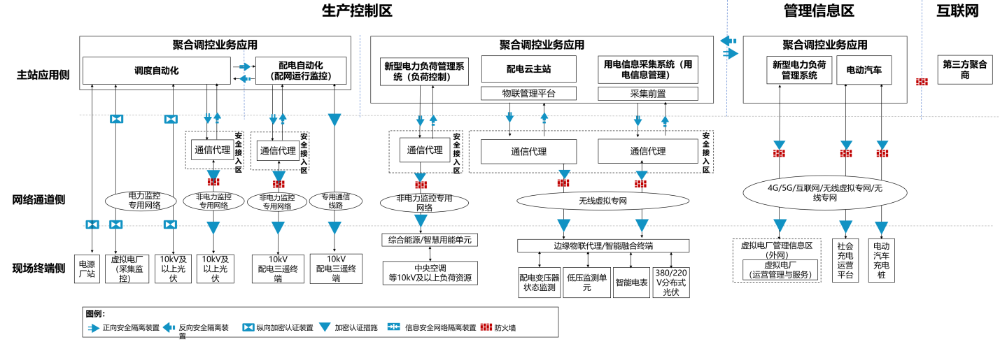 生产控制区
管理信息区
互联网
主站应用侧
聚合调控业务应用
调度自动化
配电自动化
（配网运行监控）
聚合调控业务应用
新型电力负荷管理系
统（负荷控制）
配电云主站
物联管理平台
用电信息采集系统（用
电信息管理）
采集前置
聚合调控业务应用
新型电力负荷
管理系统
电动汽车
第三方聚合
商
通信代理
安
全
接
入
区
通信代理
安
全
接
入
区
通信代理
安
全
接
入
区
通信代理
通信代理
安
全
接
入
区
网络通道侧
电力监控
专用网络
非电力监控
专用网络
非电力监控
专用网络
专用通信
线路
非电力监控专用
网络
无线虚拟专网
4G/5G/互联网/无线虚拟专网/无
线专网
现场终端侧
电源
厂站
虚拟电厂
（采集监
控）
10kV及
以上光
伏
10kV及
以上光
伏
10kV
配电三遥终
端
10kV
配电三遥终
端
综合能源/智慧用能单元
中央空调
等10kV及以上负荷资源
边缘物联代理/智能融合终端
配电变压器
状态监测
低压监测单
元
智能电表
380/220
V分布式
光伏
虚拟电厂管理信息区
（外网）
虚拟电厂
（运营管理与服务）
社会
充电
运营
平台
电动
汽车
充电
桩
图例：
正向安全隔离装置
反向安全隔离装
置
纵向加密认证装置
加密认证措施
信息安全网络隔离装置
防火墙